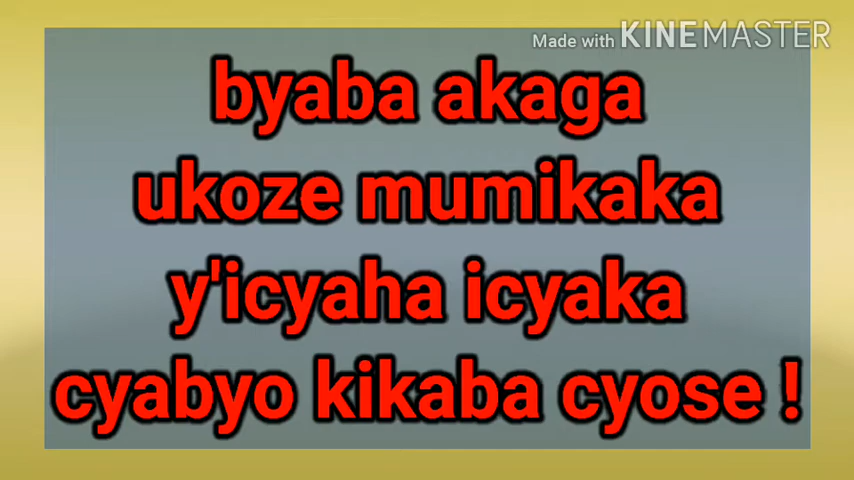 Made with KINEMASTER
byaba akaga
ukoze mumikaka
y'icyaha icyaka
cyabyo kikaba cyose !